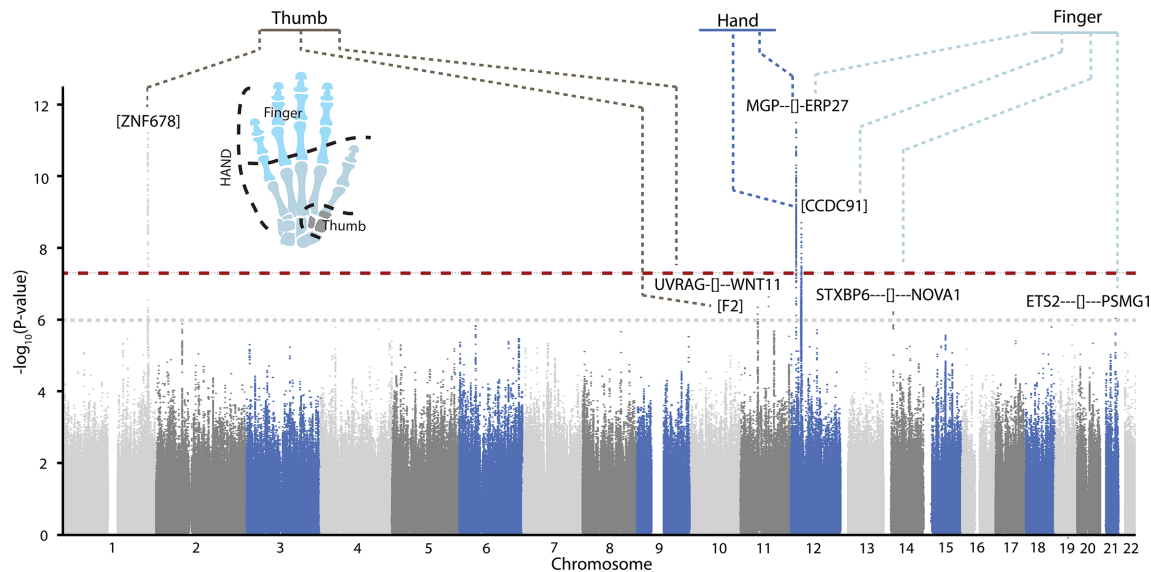 Thumb
Hand
Finger
12
10
8
6
4
2
0
-log10(P-value)
[ZNF678]
Finger
HAND
Thumb
MGP--[]-ERP27
[CCDC91]
UVRAG-[]--WNT11
[F2]
STXBP6---[]---NOVA1
ETS2---[]---PSMG1
1 2 3 4 5 6 7 8 9 10 11 12 13 14 15 16 17 18 19 20 21 22
Chromosome